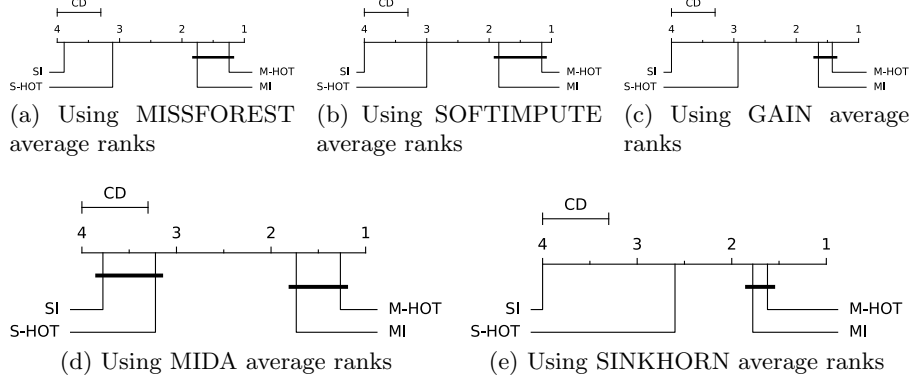 CD
4 3 2 1
SI
S-HOT
M-HOT
MI
(a) Using MISSFOREST
average ranks
CD
4 3 2 1
SI
S-HOT
M-HOT
MI
(b) Using SOFTIMPUTE
average ranks
CD
4 3 2 1
SI
S-HOT
M-HOT
MI
(c) Using GAIN average
ranks
CD
4 3 2 1
SI
S-HOT
M-HOT
MI
(d) Using MIDA average ranks
CD
4 3 2 1
SI
S-HOT
M-HOT
MI
(e) Using SINKHORN average ranks